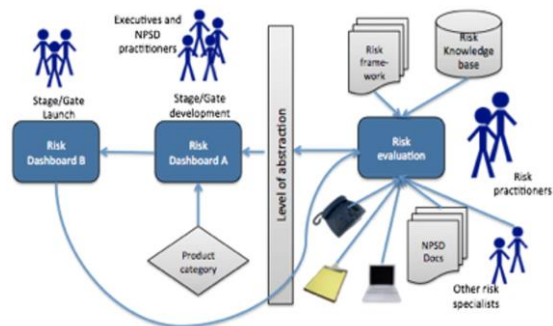 Executives and
NPSD
practitioners
Stage/Gate
Launch
Stage/Gate
development
Risk
Dashboard B
Risk
Dashboard A
Product
category
Level of abstraction
Risk
frame-
work
Risk
Knowledge
base
Risk
evaluation
Risk
practitioners
NPSD
Docs
Other risk
specialists